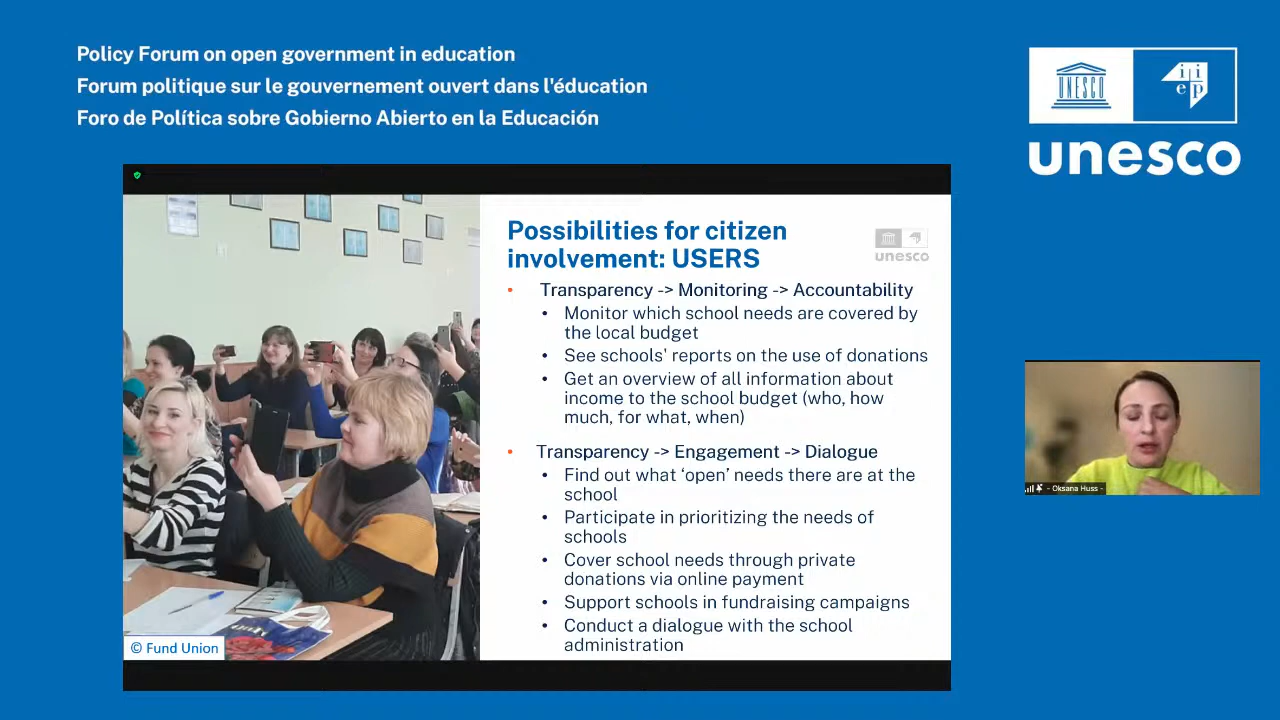 Policy Forum on open government in education
Forum politique sur le gouvernement ouvert dans l'éducation
Foro de Política sobre Gobierno Abierto en la Educación
UNESCO
i i
e p
unesco
Possibilities for citizen
involvement: USERS
unesco
• Transparency -> Monitoring -> Accountability
• Monitor which school needs are covered by
the local budget
• See schools' reports on the use of donations
• Get an overview of all information about
income to the school budget (who, how
much, for what, when)
• Transparency -> Engagement -> Dialogue
• Find out what ‘open’ needs there are at the
school
• Participate in prioritizing the needs of
schools
• Cover school needs through private
donations via online payment
• Support schools in fundraising campaigns
• Conduct a dialogue with the school
administration
© Fund Union
- Oksana Huss -